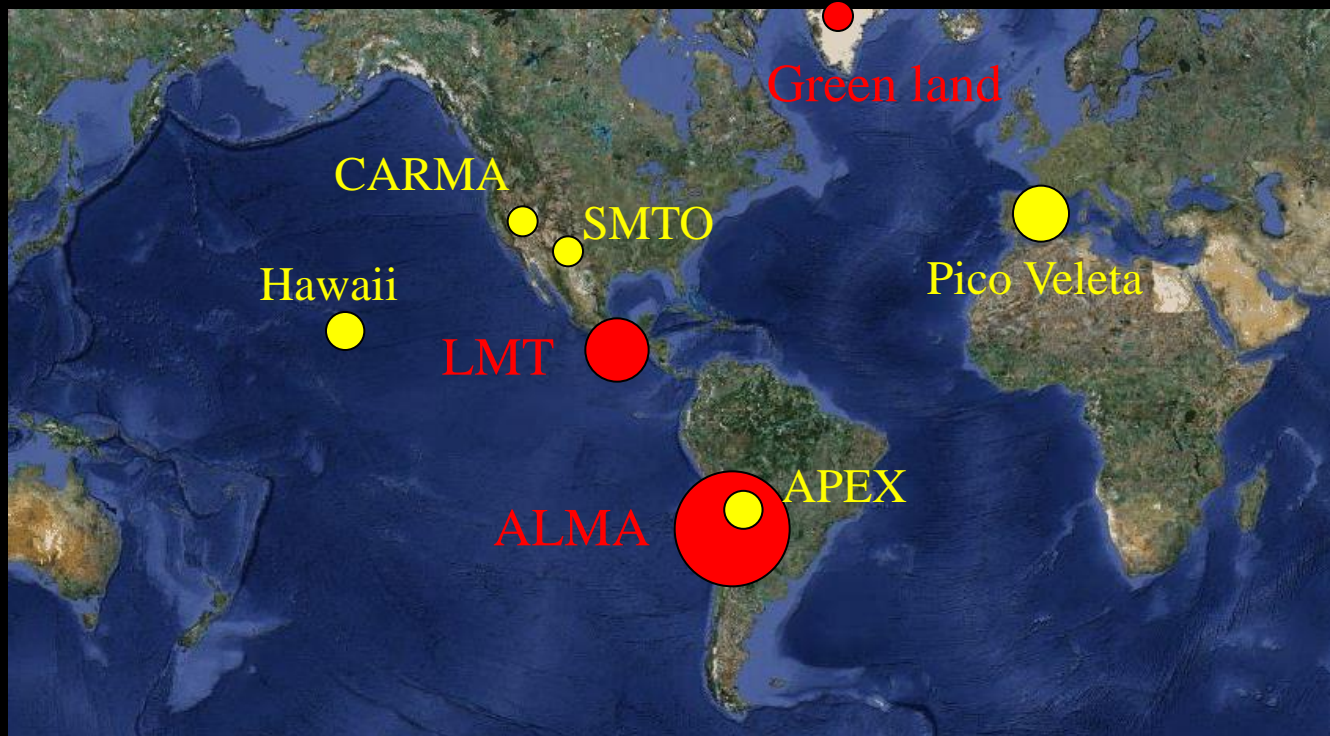 Green land
CARMA
SMTO
Hawaii
Pico Veleta
LMT
APEX
ALMA